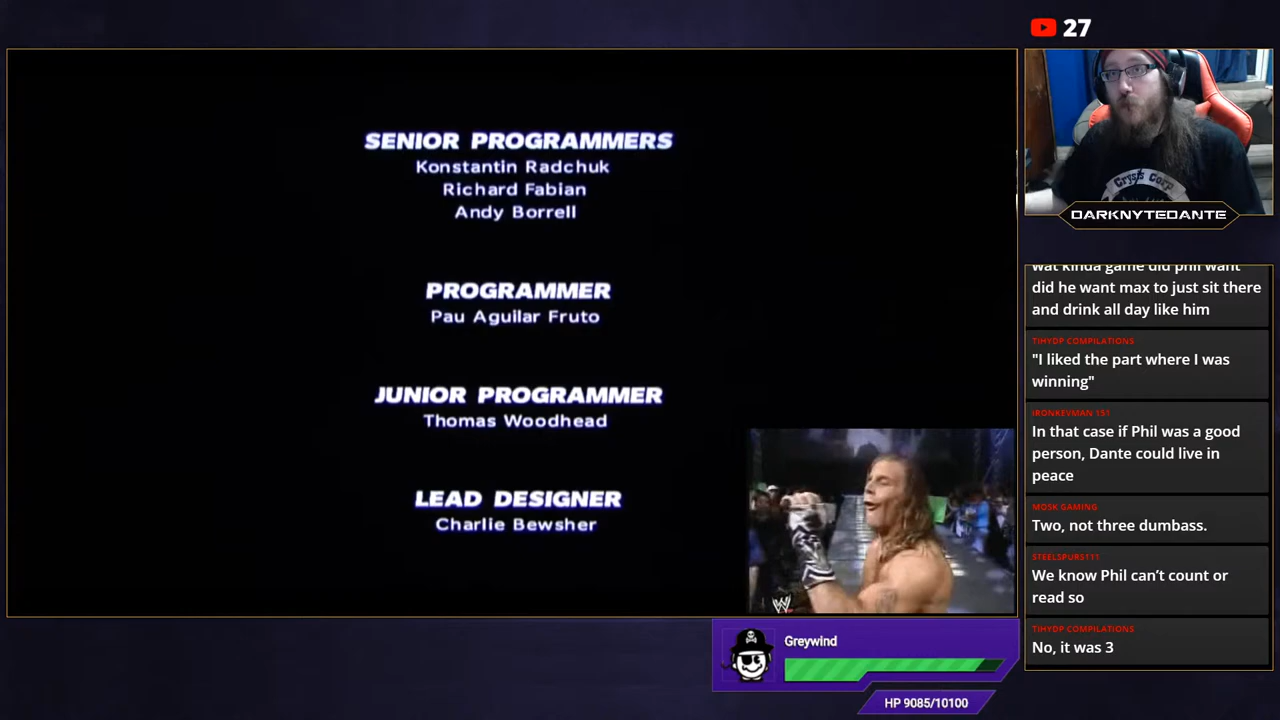 27
SENIOR PROGRAMMERS
Konstantin Radchuk
Richard Fabian
Andy Borrell
PROGRAMMER
Pau Aguilar Fruto
JUNIOR PROGRAMMER
Thomas Woodhead
LEAD DESIGNER
Charlie Bewsher
W
Greywind
HP 9085/10100
Crysis Corp
DARKNYTEDANTE
wat kinda game did phil want
did he want max to just sit there
and drink all day like him
TIHYDP COMPILATIONS
"I liked the part where I was
winning"
IRONKEVMAN 151
In that case if Phil was a good
person, Dante could live in
peace
MOSK GAMING
Two, not three dumbass.
STEELSPURS111
We know Phil can’t count or
read so
TIHYDP COMPILATIONS
No, it was 3